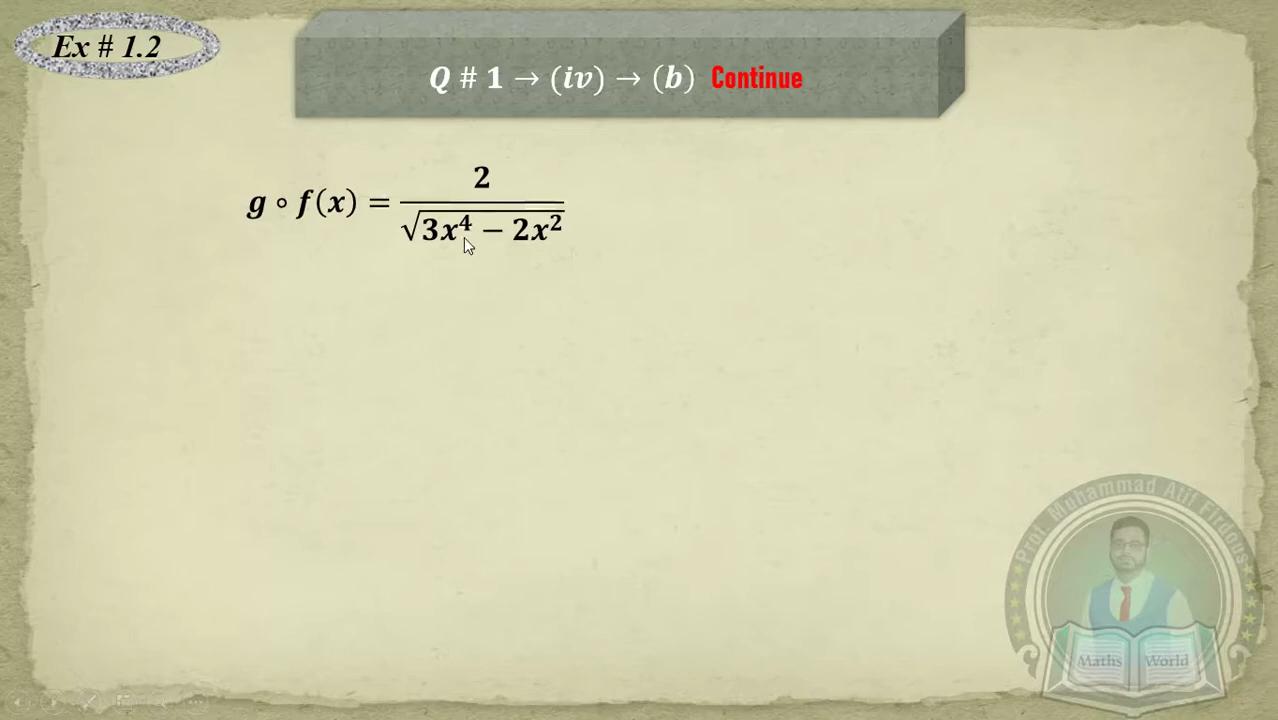 Ex # 1.2
Q # 1 → (iv) → (b) Continue
g ∘ f(x) = 2 / √(3x⁴ − 2x²)
Prof. Muhammad Atif Firdous
Maths World